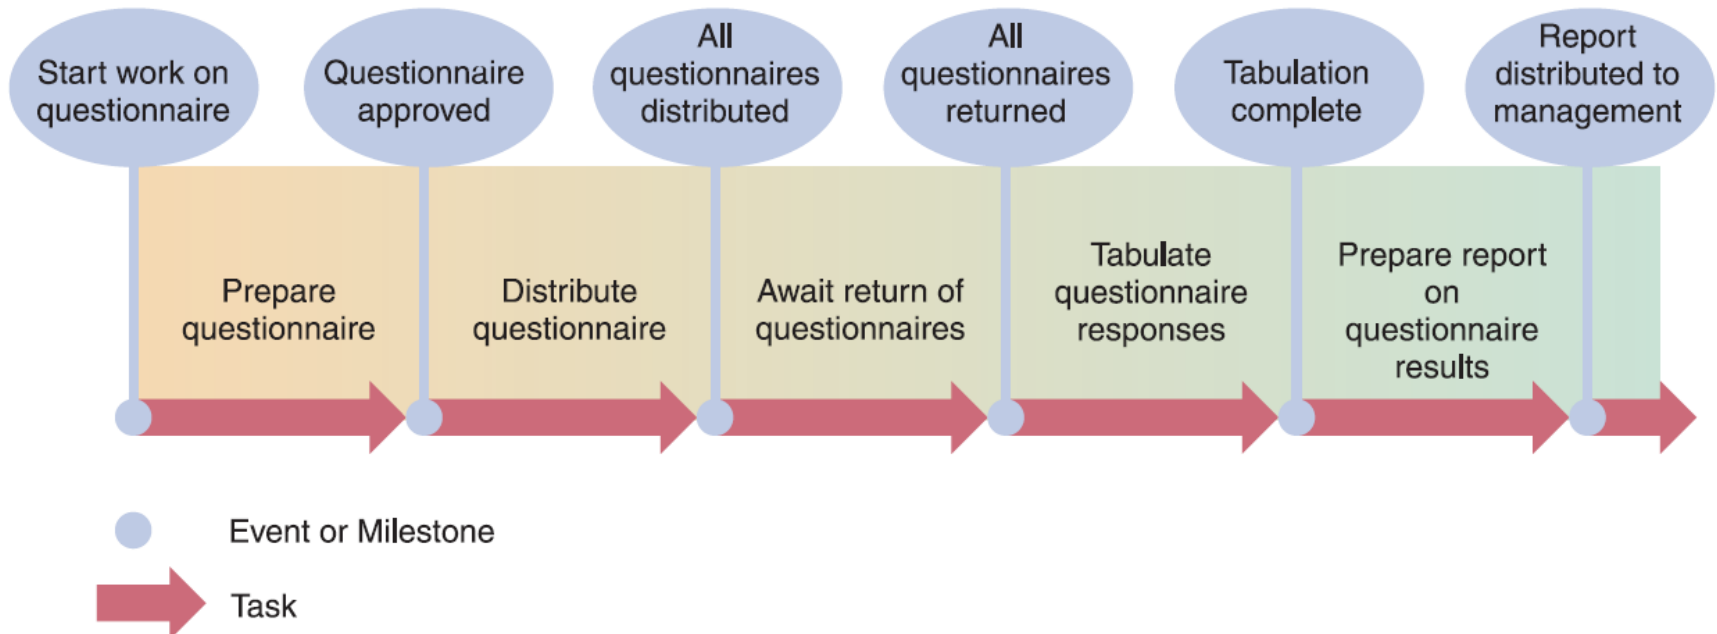 Start work on
questionnaire
Questionnaire
approved
All
questionnaires
distributed
All
questionnaires
returned
Tabulation
complete
Report
distributed to
management
Prepare
questionnaire
Distribute
questionnaire
Await return of
questionnaires
Tabulate
questionnaire
responses
Prepare report
on
questionnaire
results
Event or Milestone
Task